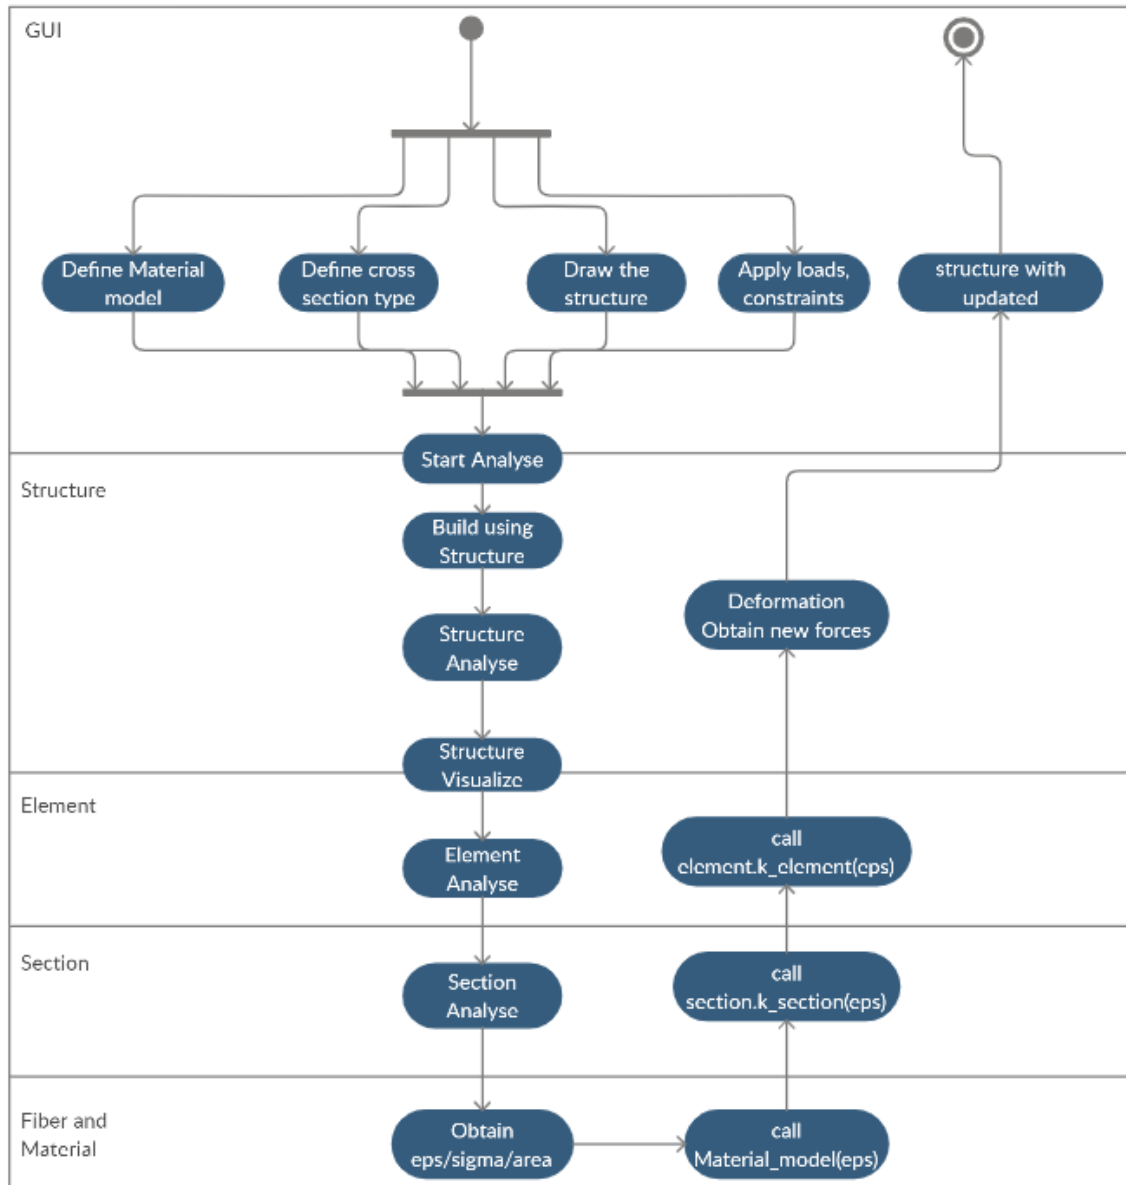 GUI
Define Material
model
Define cross
section type
Draw the
structure
Apply loads,
constraints
structure with
updated
Start Analyse
Structure
Build using
Structure
Deformation
Obtain new forces
Structure
Analyse
Structure
Visualize
Element
call
element.k_element(eps)
Element
Analyse
Section
call
section.k_section(eps)
Section
Analyse
Fiber and
Material
Obtain
eps/sigma/area
call
Material_model(eps)